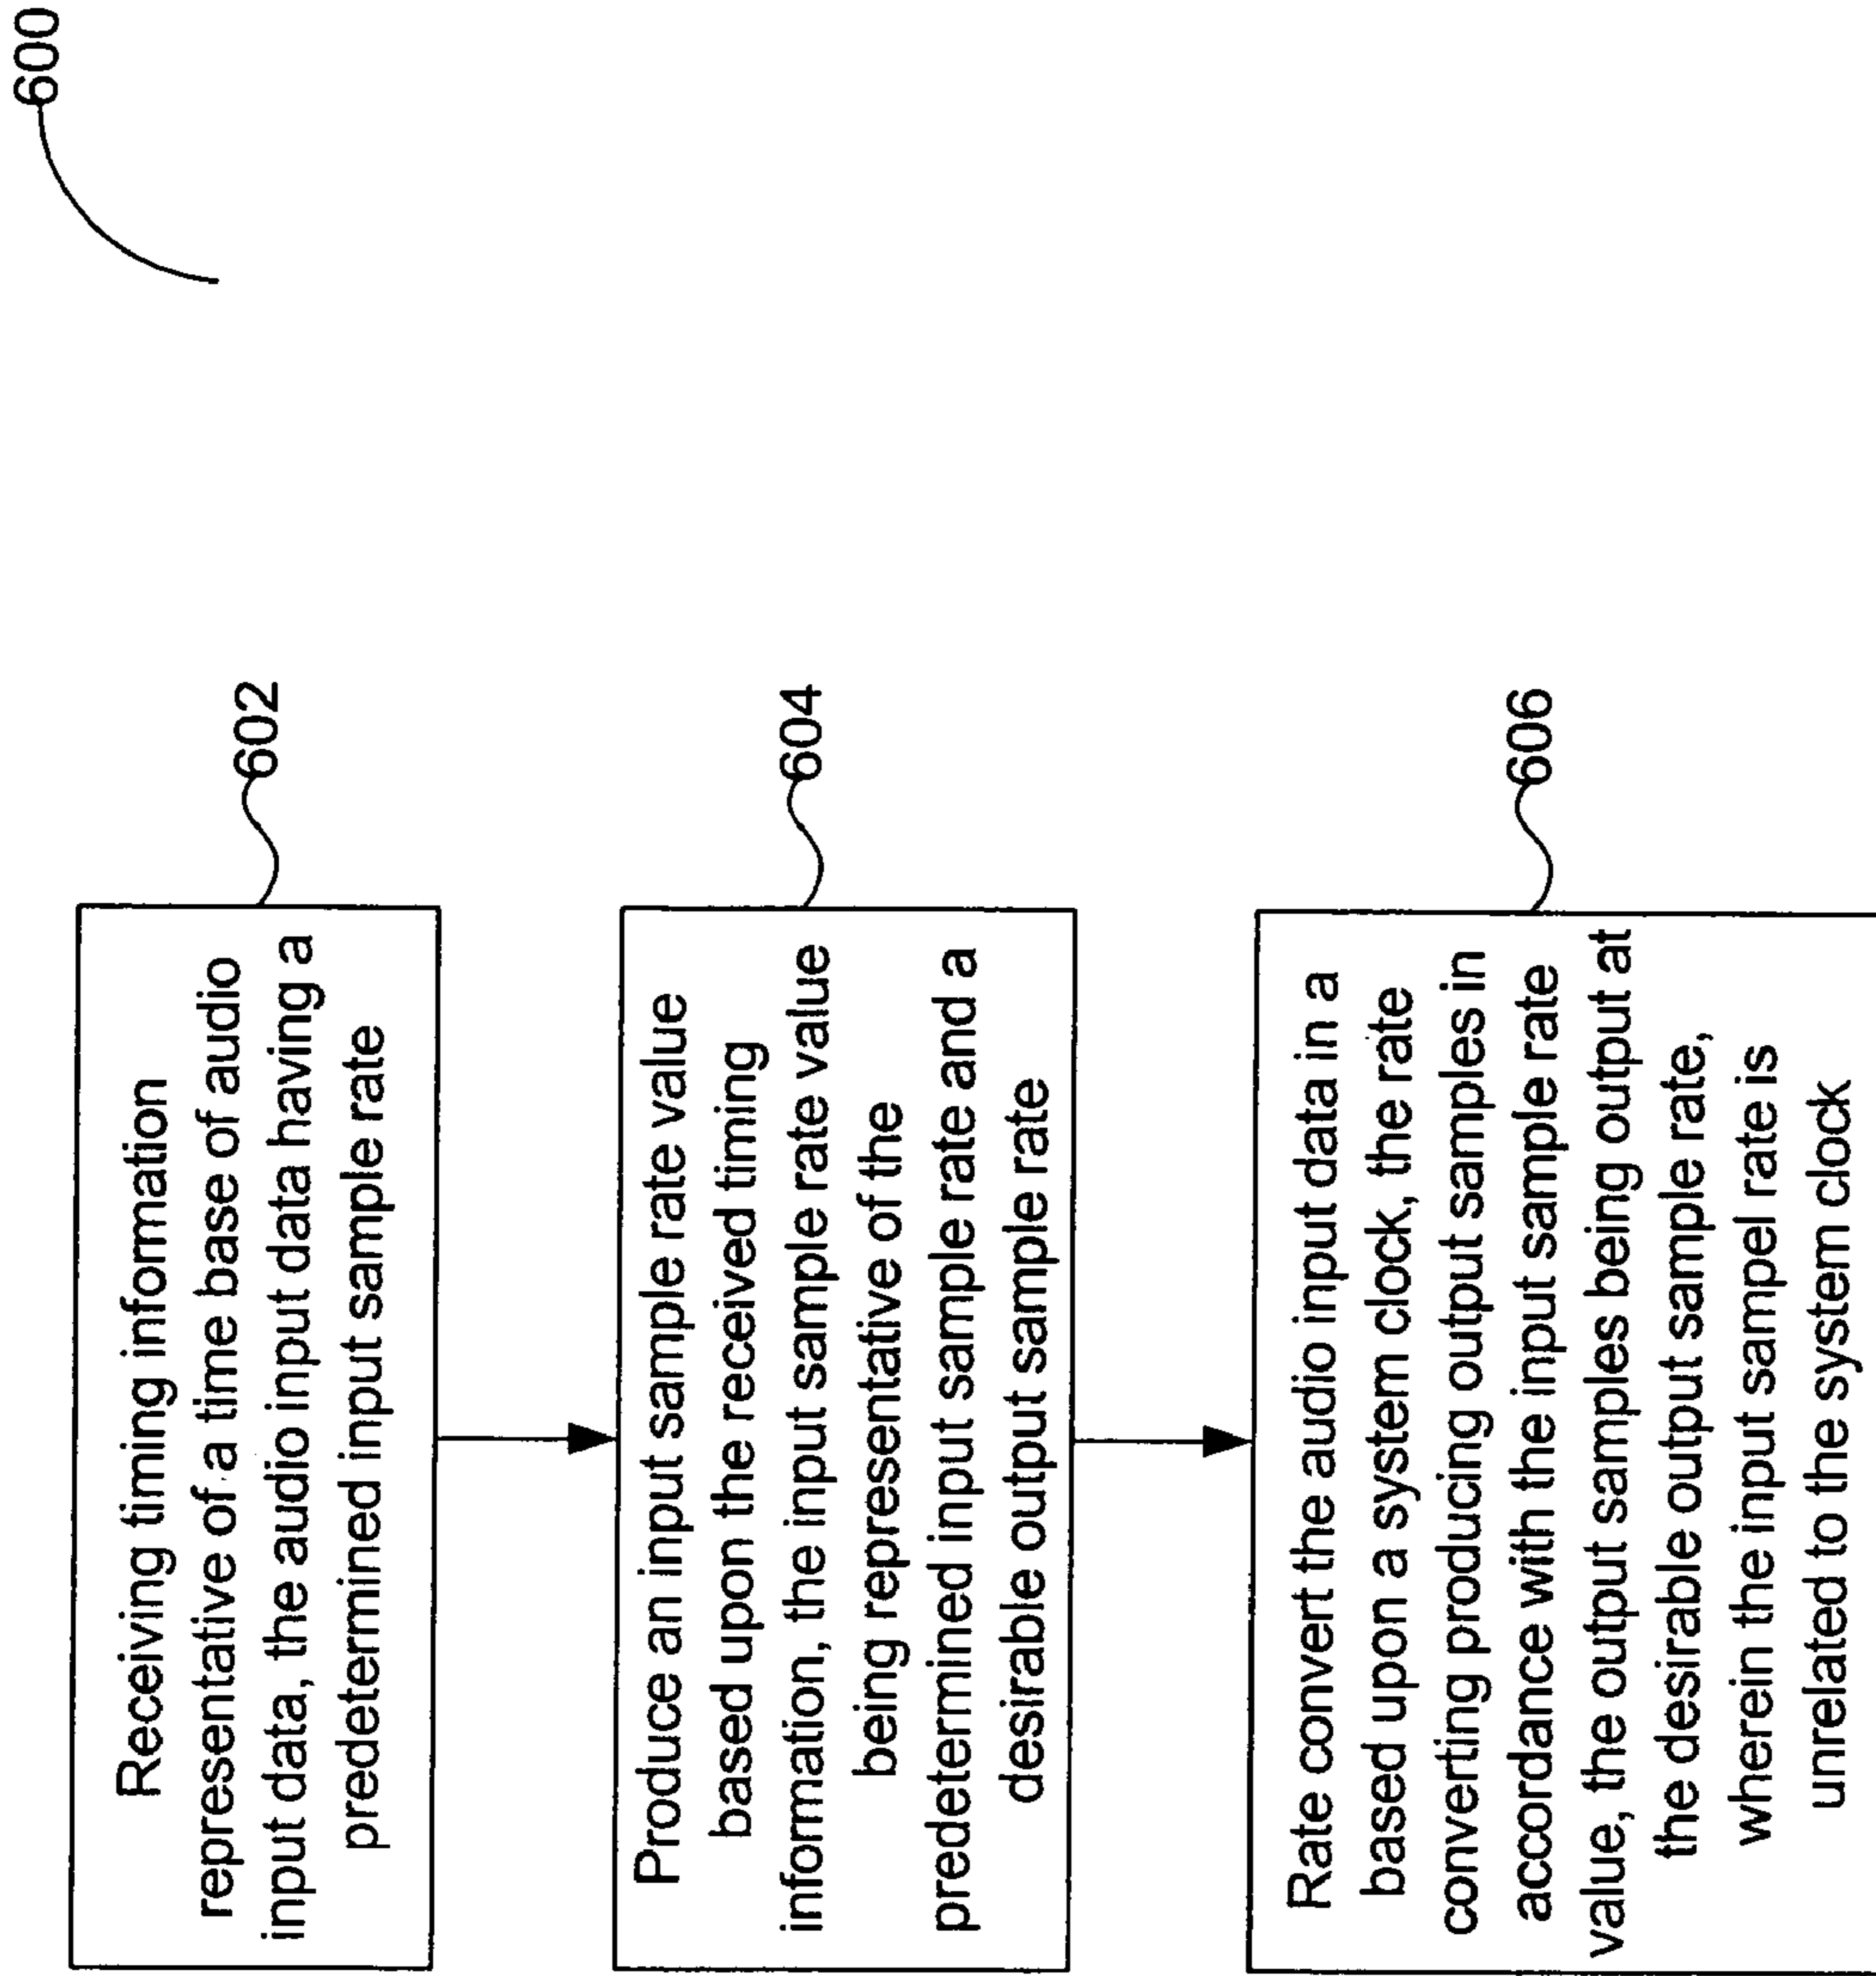 600
602
Receiving timing information
representative of a time base of audio
input data, the audio input data having a
predetermined input sample rate
604
Produce an input sample rate value
based upon the received timing
information, the input sample rate value
being representative of the
predetermined input sample rate and a
desirable output sample rate
606
Rate convert the audio input data in a
based upon a system clock, the rate
converting producing output samples in
accordance with the input sample rate
value, the output samples being output at
the desirable output sample rate,
wherein the input sampel rate is
unrelated to the system clock